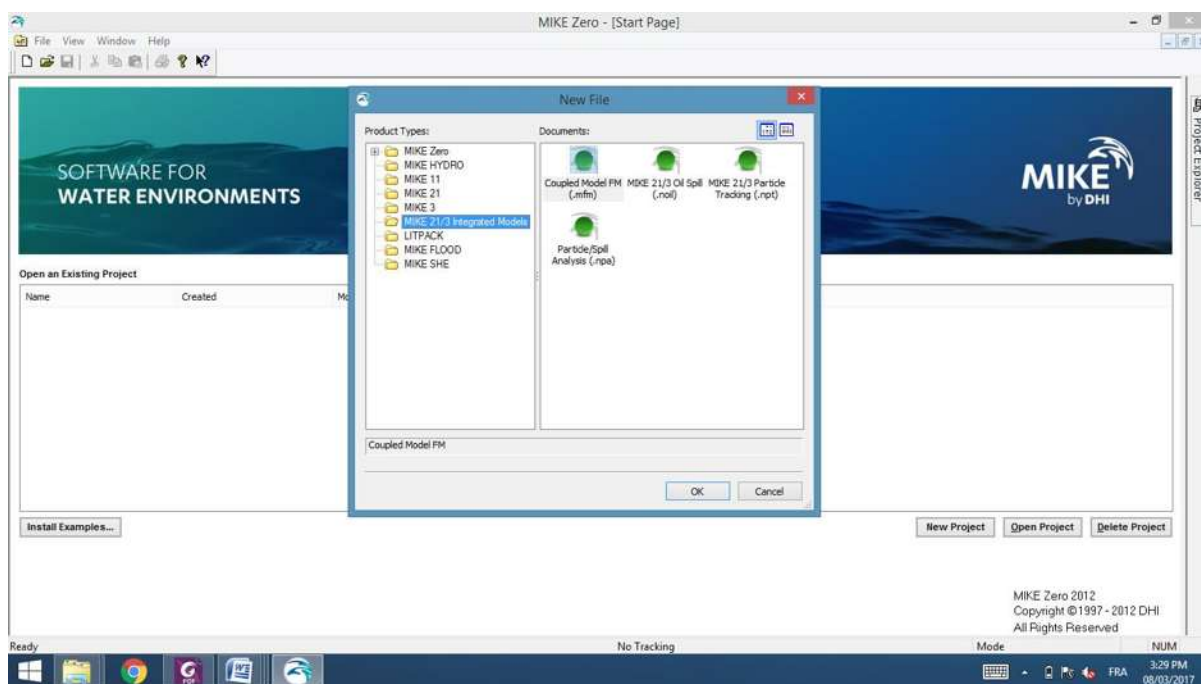 MIKE Zero - [Start Page]
File View Window Help
New File
Product Types:
Documents:
MIKE Zero
MIKE HYDRO
MIKE 11
MIKE 21
MIKE 3
MIKE 21/3 Integrated Models
LITPACK
MIKE FLOOD
MIKE SHE
Coupled Model FM (.mfm)
MIKE 21/3 Oil Spill (.noil)
MIKE 21/3 Particle Tracking (.npt)
Particle/Spill Analysis (.npa)
Coupled Model FM
OK Cancel
SOFTWARE FOR
WATER ENVIRONMENTS
MIKE
by DHI
Project Explorer
Open an Existing Project
Name Created Mo
Install Examples...
New Project Open Project Delete Project
MIKE Zero 2012
Copyright ©1997 - 2012 DHI
All Rights Reserved
Ready No Tracking Mode NUM
FRA
3:29 PM
08/03/2017